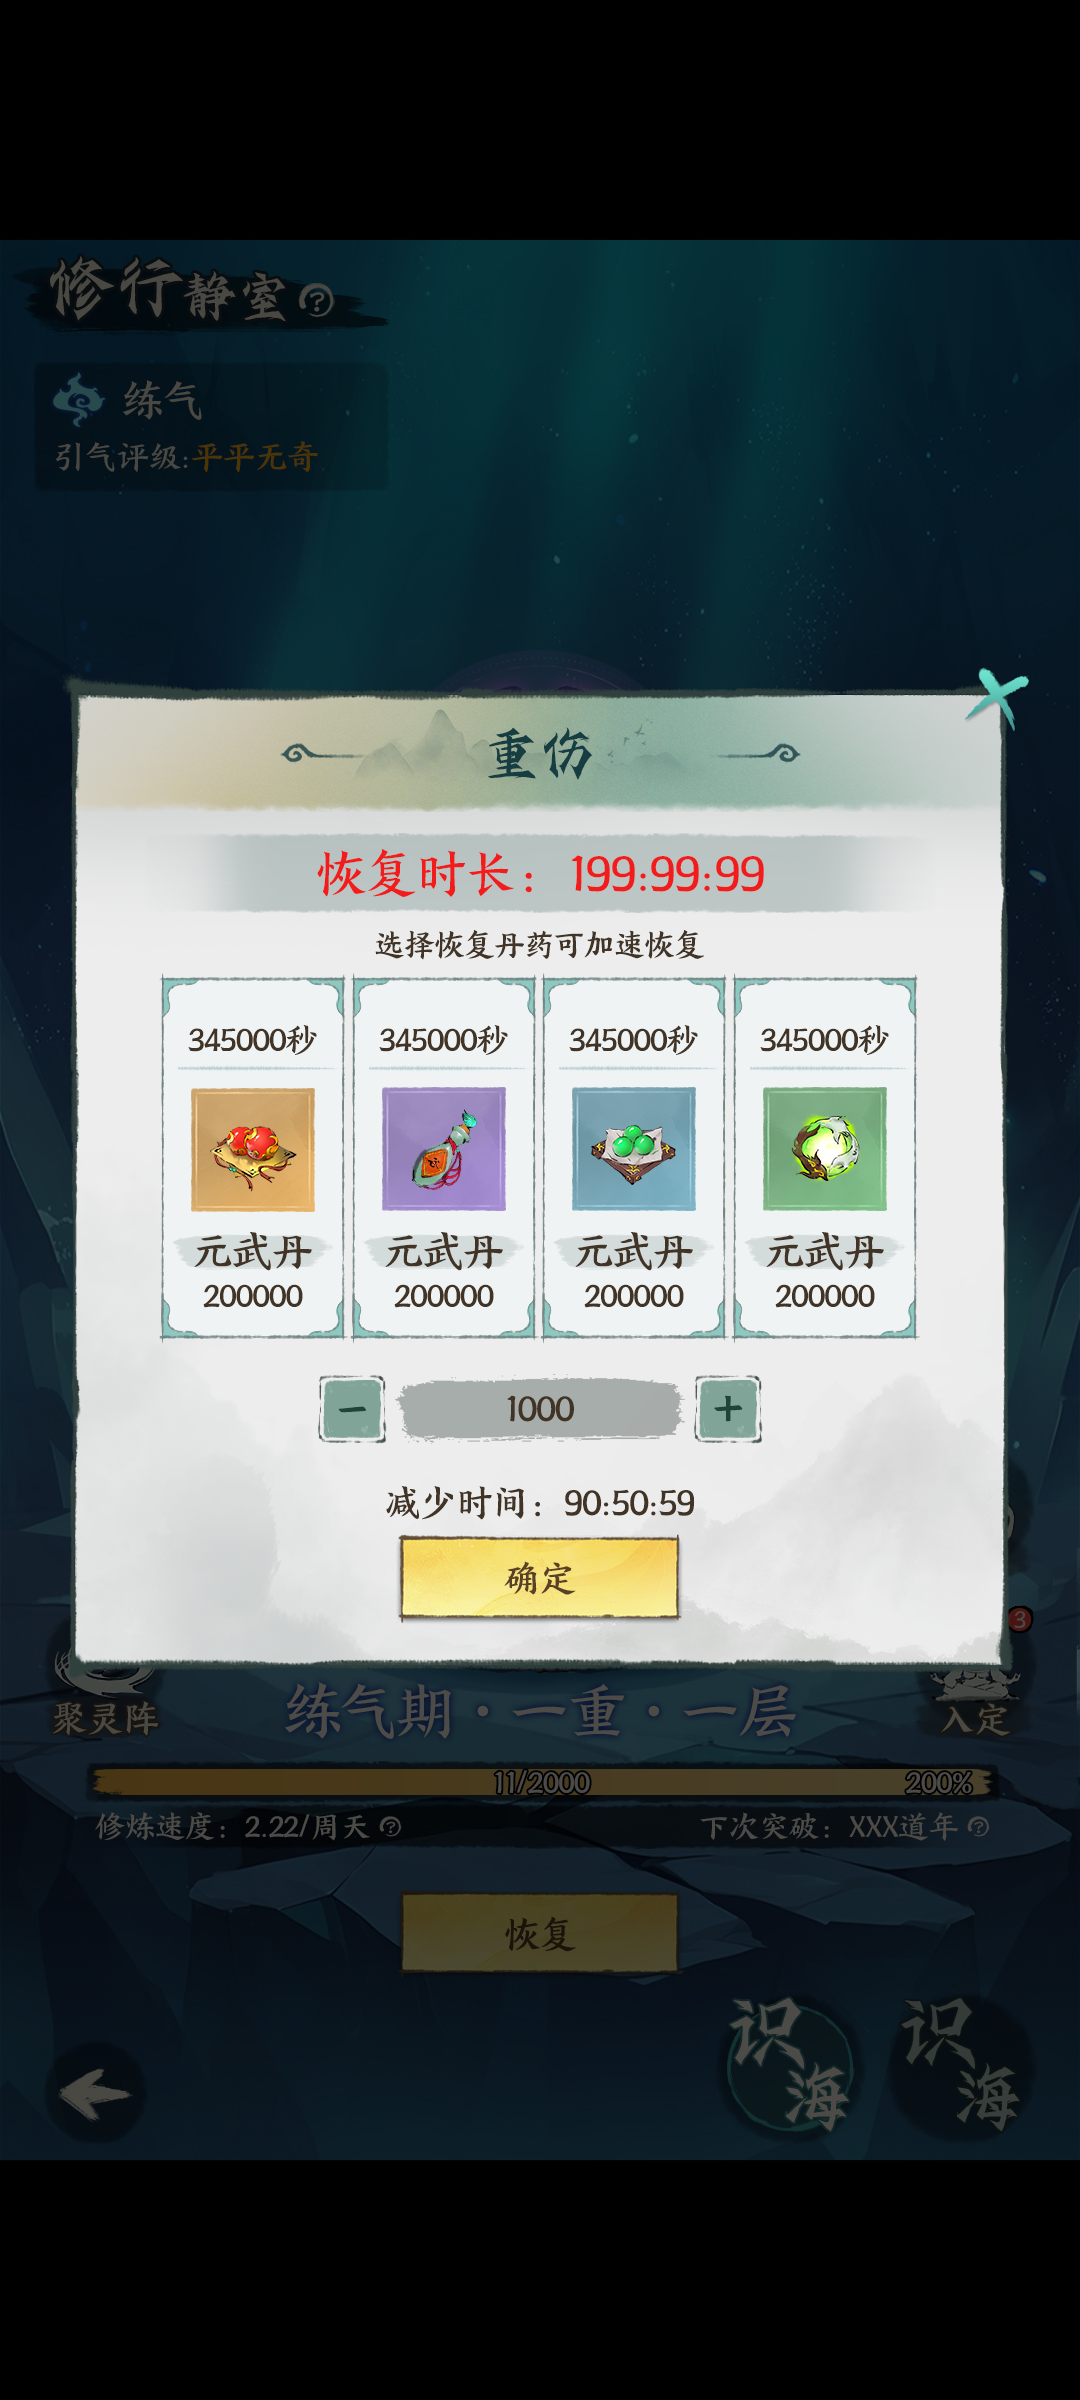 修行静室?
练气
引气评级:平平无奇
重伤
恢复时长：199:99:99
选择恢复丹药可加速恢复
345000秒 345000秒 345000秒 345000秒
元武丹 元武丹 元武丹 元武丹
200000 200000 200000 200000
− 1000 +
减少时间：90:50:59
确定
3
聚灵阵 练气期·一重·一层 入定
11/2000 200%
修炼速度：2.22/周天? 下次突破：XXX道年?
恢复
识海 识海